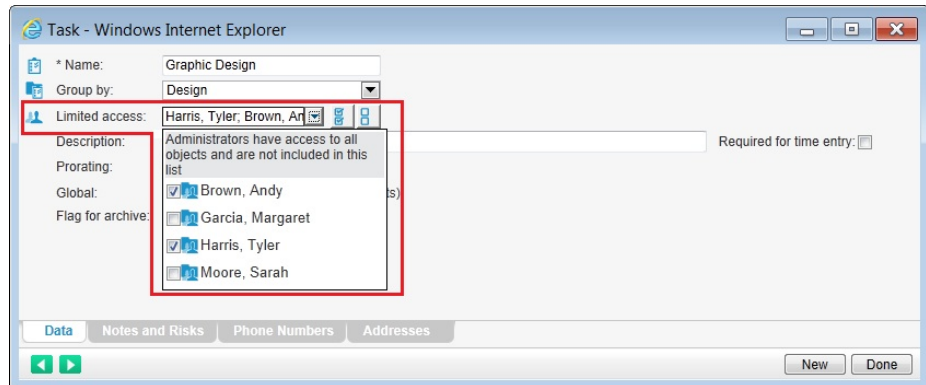 Task - Windows Internet Explorer
* Name: Graphic Design
Group by: Design
Limited access: Harris, Tyler; Brown, An
Description: Required for time entry:
Administrators have access to all
objects and are not included in this
list
Prorating:
Global: ts)
Flag for archive:
Brown, Andy
Garcia, Margaret
Harris, Tyler
Moore, Sarah
Data Notes and Risks Phone Numbers Addresses
New Done